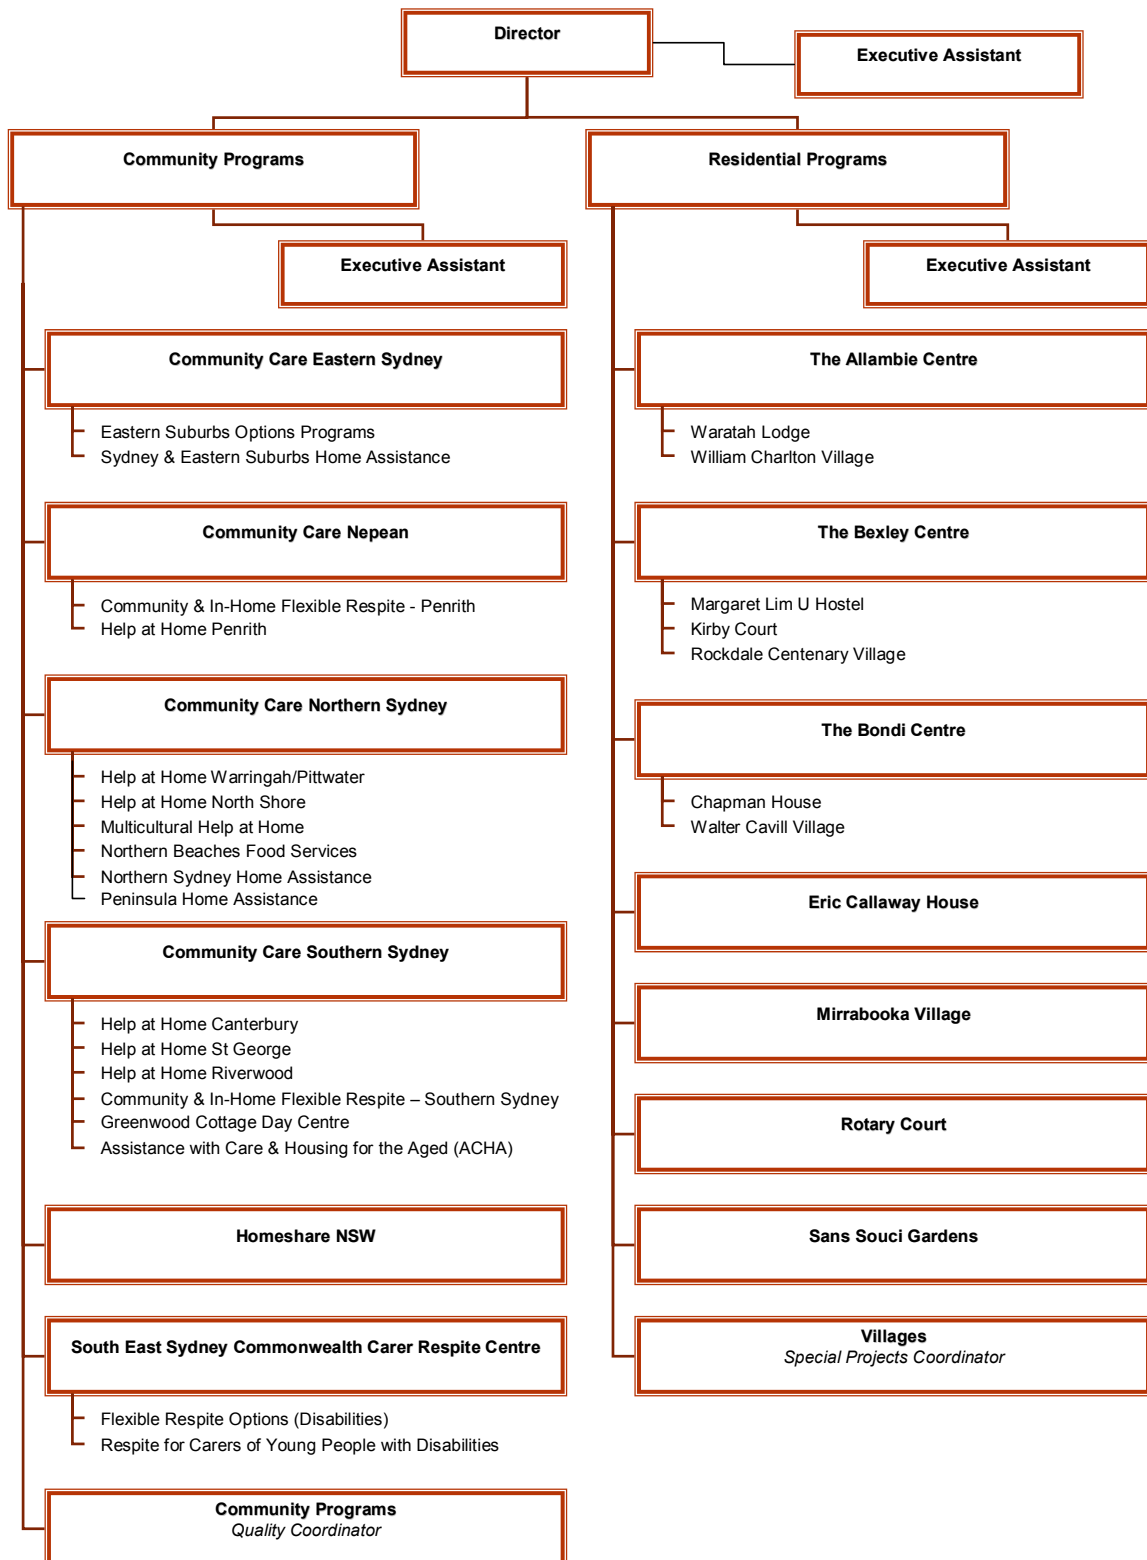 Director
Executive Assistant
Community Programs
Executive Assistant
Community Care Eastern Sydney
Eastern Suburbs Options Programs
Sydney & Eastern Suburbs Home Assistance
Community Care Nepean
Community & In-Home Flexible Respite - Penrith
Help at Home Penrith
Community Care Northern Sydney
Help at Home Warringah/Pittwater
Help at Home North Shore
Multicultural Help at Home
Northern Beaches Food Services
Northern Sydney Home Assistance
Peninsula Home Assistance
Community Care Southern Sydney
Help at Home Canterbury
Help at Home St George
Help at Home Riverwood
Community & In-Home Flexible Respite – Southern Sydney
Greenwood Cottage Day Centre
Assistance with Care & Housing for the Aged (ACHA)
Homeshare NSW
South East Sydney Commonwealth Carer Respite Centre
Flexible Respite Options (Disabilities)
Respite for Carers of Young People with Disabilities
Community Programs
Quality Coordinator
Residential Programs
Executive Assistant
The Allambie Centre
Waratah Lodge
William Charlton Village
The Bexley Centre
Margaret Lim U Hostel
Kirby Court
Rockdale Centenary Village
The Bondi Centre
Chapman House
Walter Cavill Village
Eric Callaway House
Mirrabooka Village
Rotary Court
Sans Souci Gardens
Villages
Special Projects Coordinator